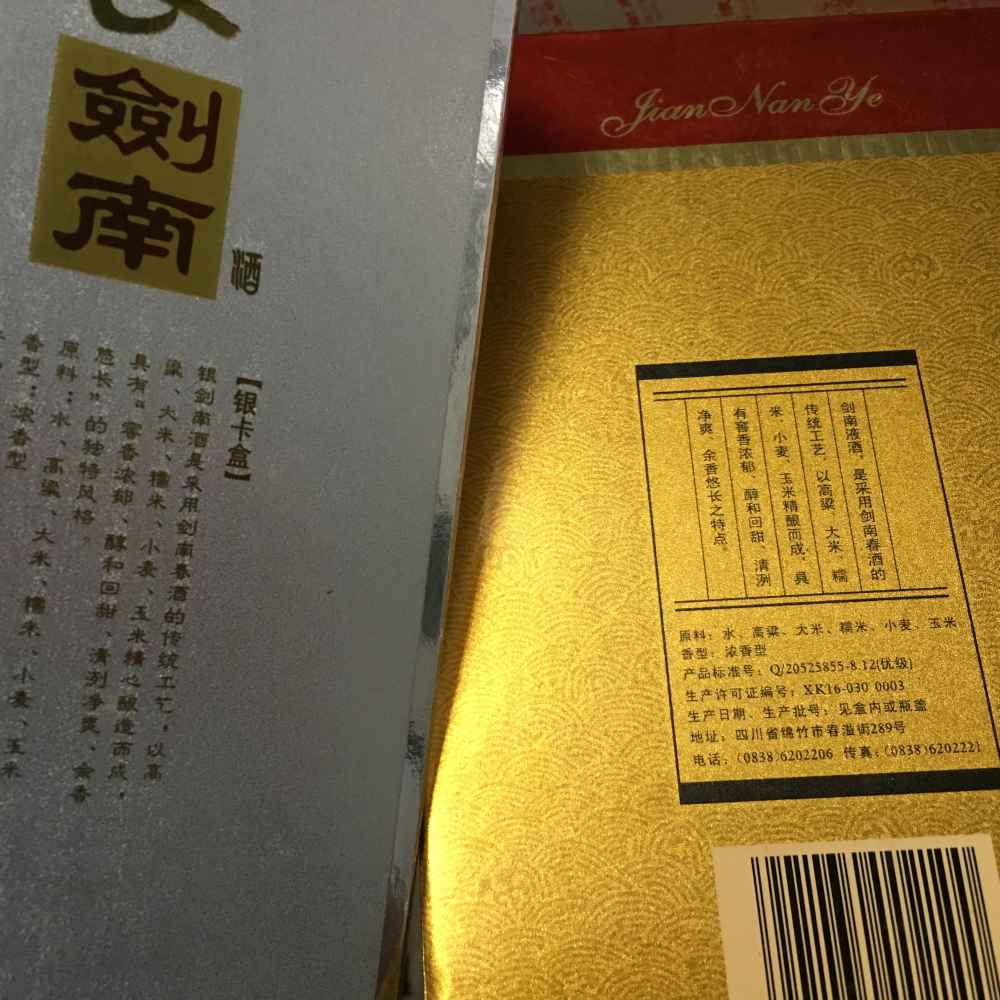 劍南
酒
【银卡盒】
银剑南酒是采用剑南春酒的传统工艺，以高
粱、大米、糯米、小麦、玉米精心酿造而成，
具有“窖香浓郁、醇和回甜、清洌净爽、余香
悠长”的独特风格
原料：水、高粱、大米、糯米、小麦、玉米
香型：浓香型
Jian Nan Ye
剑南液酒，是采用剑南春酒的
传统工艺 以高粱 大米 糯
米 小麦、玉米精酿而成，具
有窖香浓郁、醇和回甜、清洌
净爽、余香悠长之特点。
原料：水、高粱、大米、糯米、小麦、玉米
香型：浓香型
产品标准号：Q/20525855-8.12(优级)
生产许可证编号：XK16-030 0003
生产日期、生产批号：见盒内或瓶盖
地址：四川省绵竹市春溢街289号
电话：(0838)6202206 传真：(0838)6202221